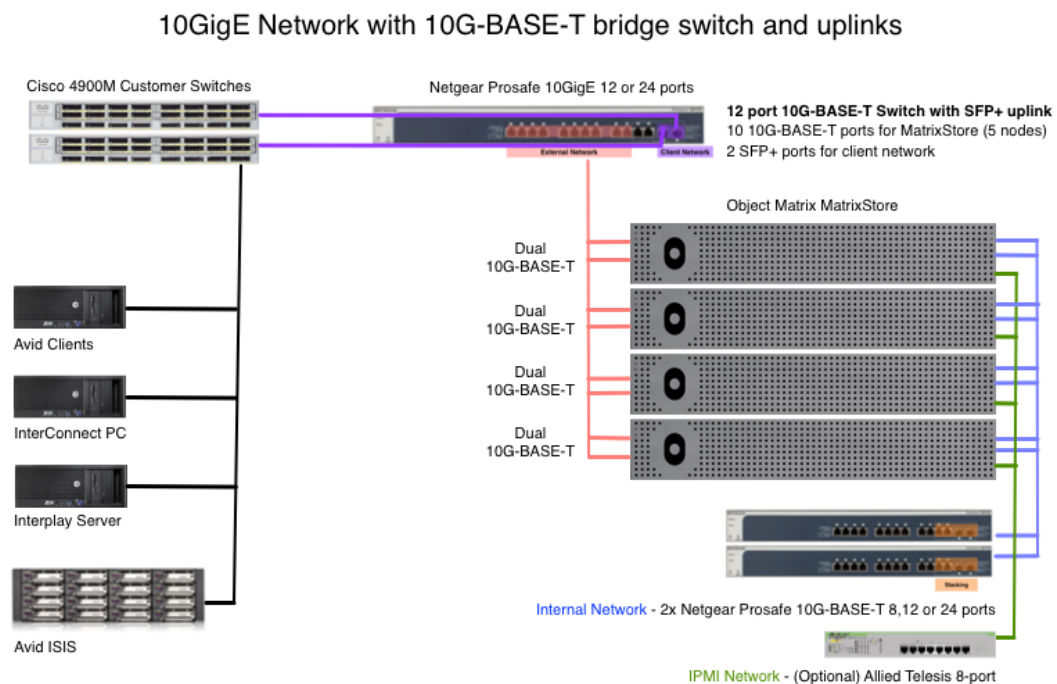 10GigE Network with 10G-BASE-T bridge switch and uplinks
Cisco 4900M Customer Switches
Netgear Prosafe 10GigE 12 or 24 ports
12 port 10G-BASE-T Switch with SFP+ uplink
10 10G-BASE-T ports for MatrixStore (5 nodes)
2 SFP+ ports for client network
External Network
Client Network
Object Matrix MatrixStore
Dual
10G-BASE-T
Dual
10G-BASE-T
Dual
10G-BASE-T
Dual
10G-BASE-T
Avid Clients
InterConnect PC
Interplay Server
Avid ISIS
Stacking
Internal Network - 2x Netgear Prosafe 10G-BASE-T 8,12 or 24 ports
IPMI Network - (Optional) Allied Telesis 8-port